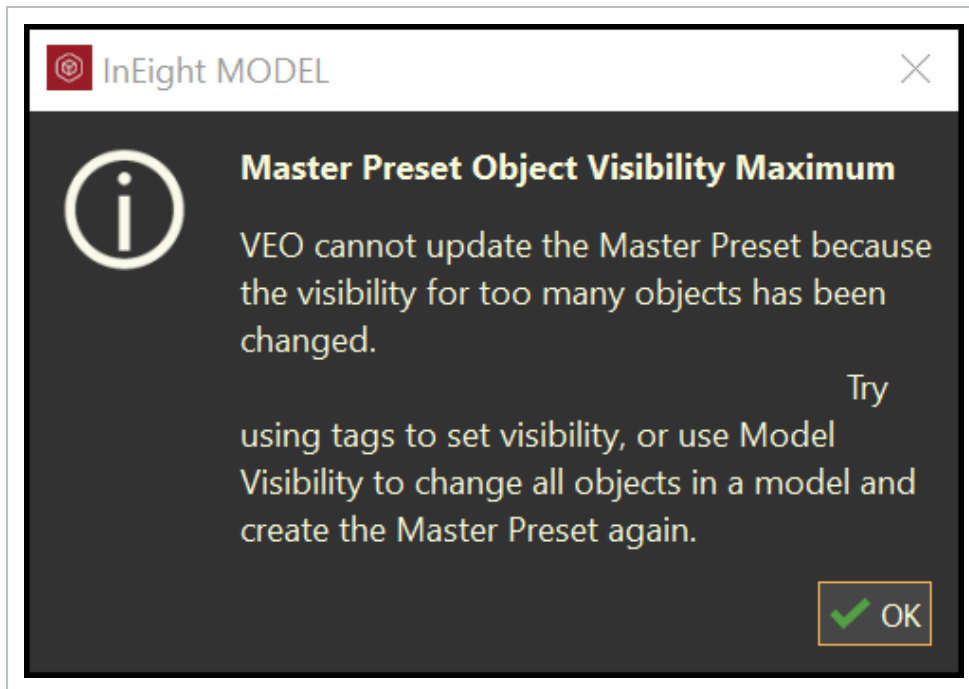 InEight MODEL
Master Preset Object Visibility Maximum
VEO cannot update the Master Preset because
the visibility for too many objects has been
changed.
Try
using tags to set visibility, or use Model
Visibility to change all objects in a model and
create the Master Preset again.
OK